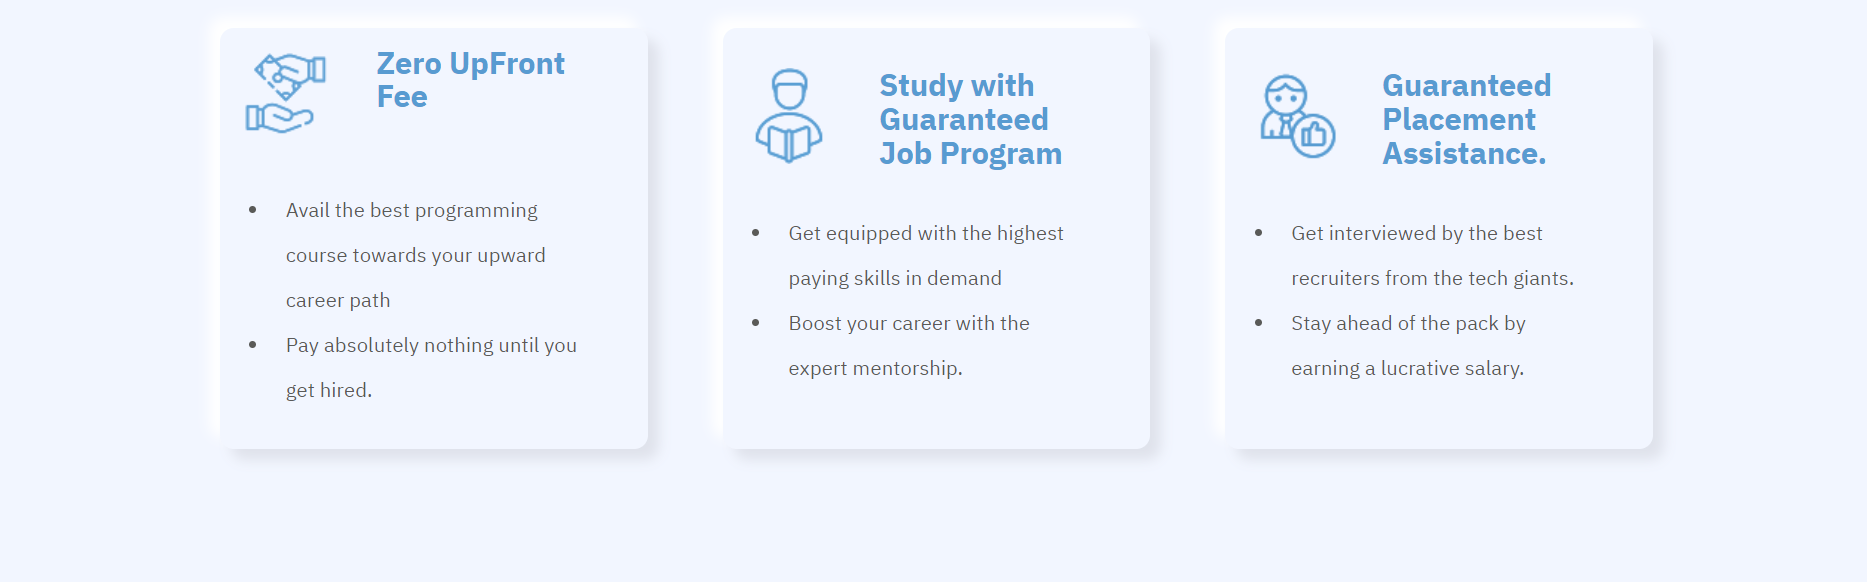 Zero UpFront
Fee
• Avail the best programming
course towards your upward
career path
• Pay absolutely nothing until you
get hired.
Study with
Guaranteed
Job Program
• Get equipped with the highest
paying skills in demand
• Boost your career with the
expert mentorship.
Guaranteed
Placement
Assistance.
• Get interviewed by the best
recruiters from the tech giants.
• Stay ahead of the pack by
earning a lucrative salary.